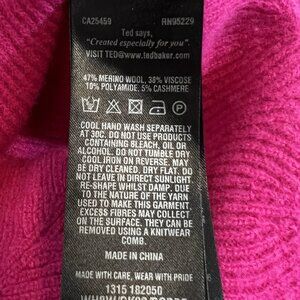 CA25459 RN95229
Ted says,
"Created especially for you".
VISIT TED@www.tedbaker.com
47% MERINO WOOL, 38% VISCOSE
10% POLYAMIDE, 5% CASHMERE
COOL HAND WASH SEPARATELY
AT 30C. DO NOT USE PRODUCTS
CONTAINING BLEACH, OIL OR
ALCOHOL. DO NOT TUMBLE DRY
COOL IRON ON REVERSE. MAY
BE DRY CLEANED. DRY FLAT. DO
NOT LEAVE IN DIRECT SUNLIGHT.
RE-SHAPE WHILST DAMP. DUE
TO THE NATURE OF THE YARN
USED TO MAKE THIS GARMENT,
EXCESS FIBRES MAY COLLECT
ON THE SURFACE. THESE CAN BE
REMOVED BY USING A KNITWEAR
COMB.
MADE IN CHINA
MADE WITH CARE, WEAR WITH PRIDE
1315 182050